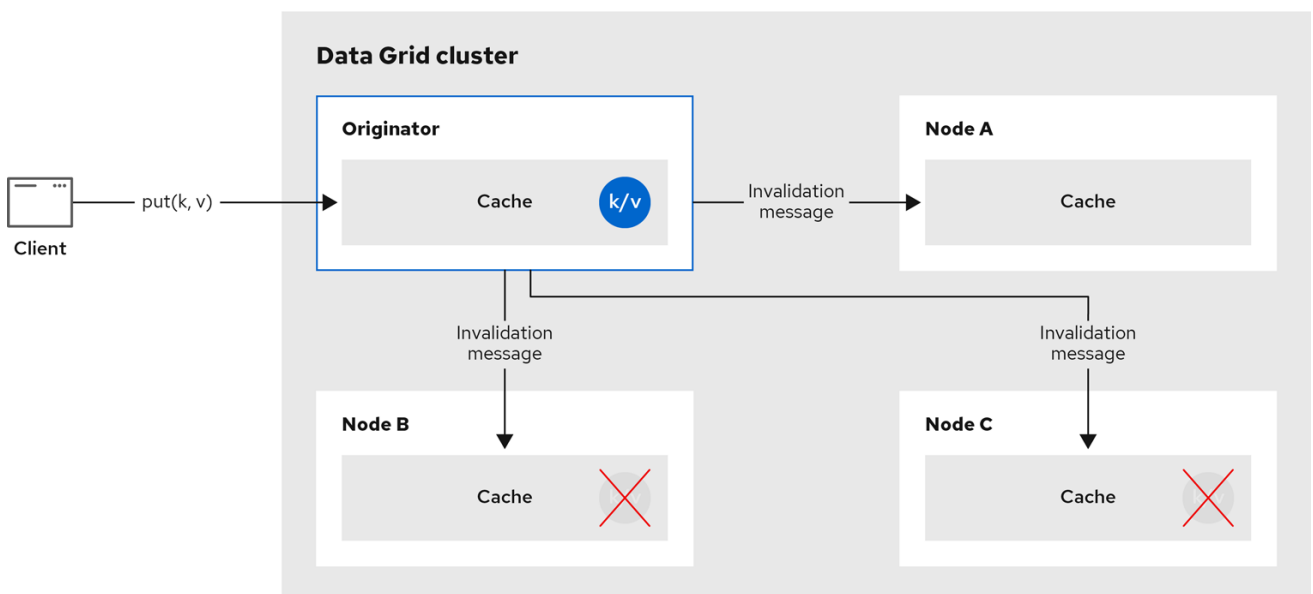 Data Grid cluster
Originator
Node A
Cache
k/v
Cache
put(k, v)
Invalidation
message
Client
Invalidation
message
Invalidation
message
Node B
Node C
Cache
Cache